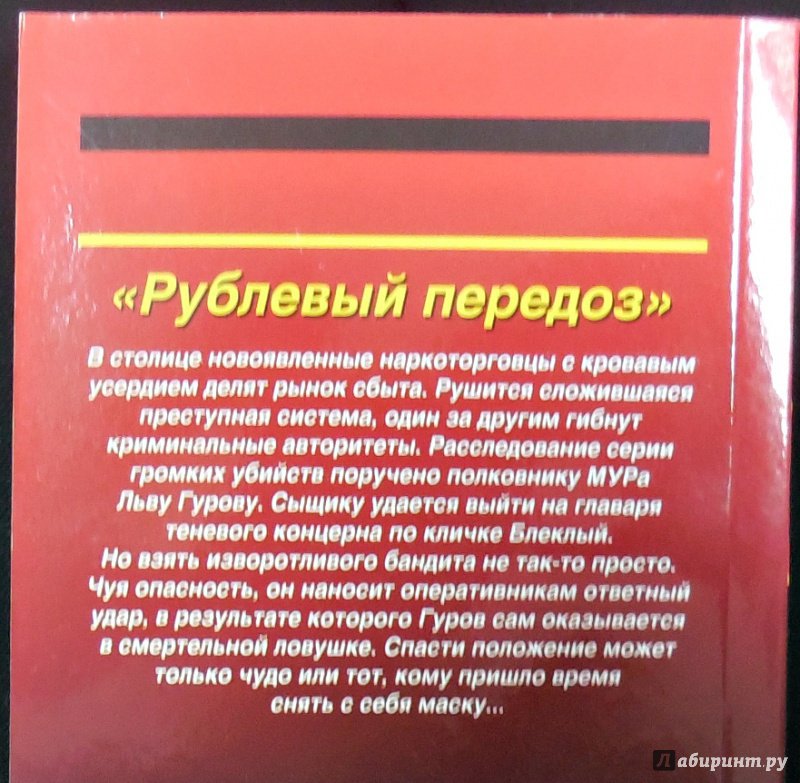 «Рублевый передоз»
В столице новоявленные наркоторговцы с кровавым
усердием делят рынок сбыта. Рушится сложившаяся
преступная система, один за другим гибнут
криминальные авторитеты. Расследование серии
громких убийств поручено полковнику МУРа
Льву Гурову. Сыщику удается выйти на главаря
теневого концерна по кличке Блеклый.
Но взять изворотливого бандита не так-то просто.
Чуя опасность, он наносит оперативникам ответный
удар, в результате которого Гуров сам оказывается
в смертельной ловушке. Спасти положение может
только чудо или тот, кому пришло время
снять с себя маску...
Лабиринт.ру